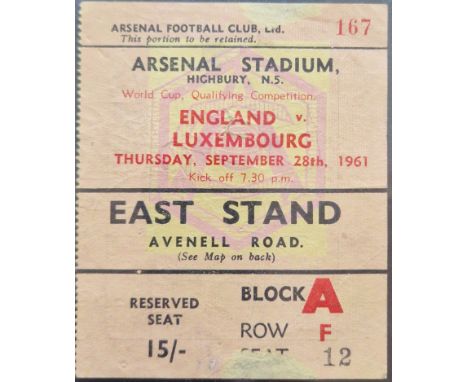 ARSENAL FOOTBALL CLUB, Ltd. 167
This portion to be retained.
ARSENAL STADIUM,
HIGHBURY, N.5.
World Cup, Qualifying Competition.
ENGLAND v.
LUXEMBOURG
THURSDAY, SEPTEMBER 28th, 1961
Kick off 7.30 p.m.
EAST STAND
AVENELL ROAD.
(See Map on back)
RESERVED
SEAT
15/-
BLOCK A
ROW F
SEAT 12